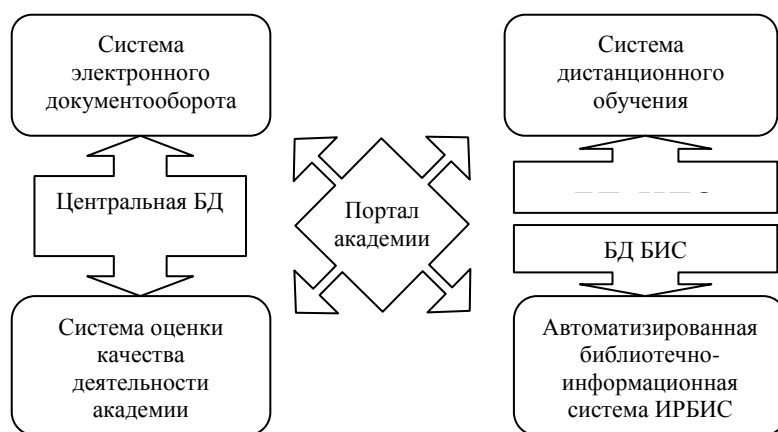 Система
электронного
документооборота
Система
дистанционного
обучения
Центральная БД
Портал
академии
БД БИС
Система оценки
качества
деятельности
академии
Автоматизированная
библиотечно-
информационная
система ИРБИС